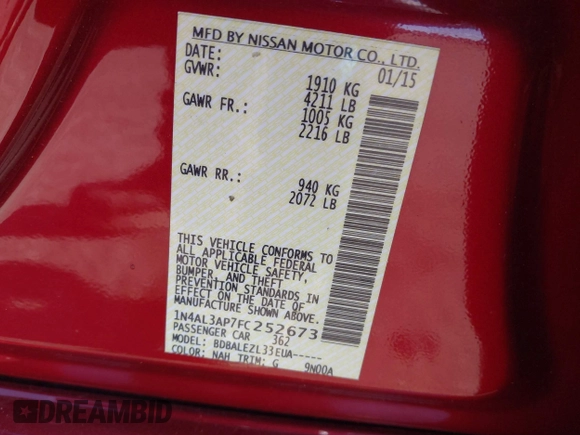 MFD BY NISSAN MOTOR CO., LTD.
DATE: 01/15
GVWR: 1910 KG
4211 LB
GAWR FR.: 1005 KG
2216 LB
GAWR RR.: 940 KG
2072 LB
THIS VEHICLE CONFORMS TO
ALL APPLICABLE FEDERAL
MOTOR VEHICLE SAFETY,
BUMPER, AND THEFT
PREVENTION STANDARDS IN
EFFECT ON THE DATE OF
MANUFACTURE SHOWN ABOVE.
1N4AL3AP7FC252673
PASSENGER CAR 362
MODEL: BDBALEZL33EUA-----
COLOR: NAH TRIM: G 9N00A
DREAMBID